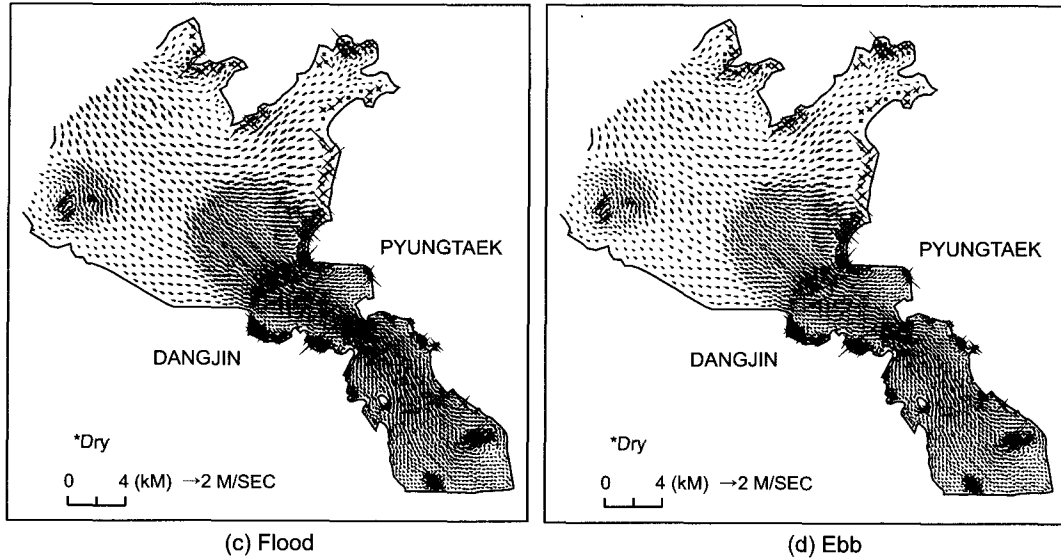 PYUNGTAEK
DANGJIN
*Dry
0 4 (kM) →2 M/SEC
(c) Flood
PYUNGTAEK
DANGJIN
*Dry
0 4 (kM) →2 M/SEC
(d) Ebb